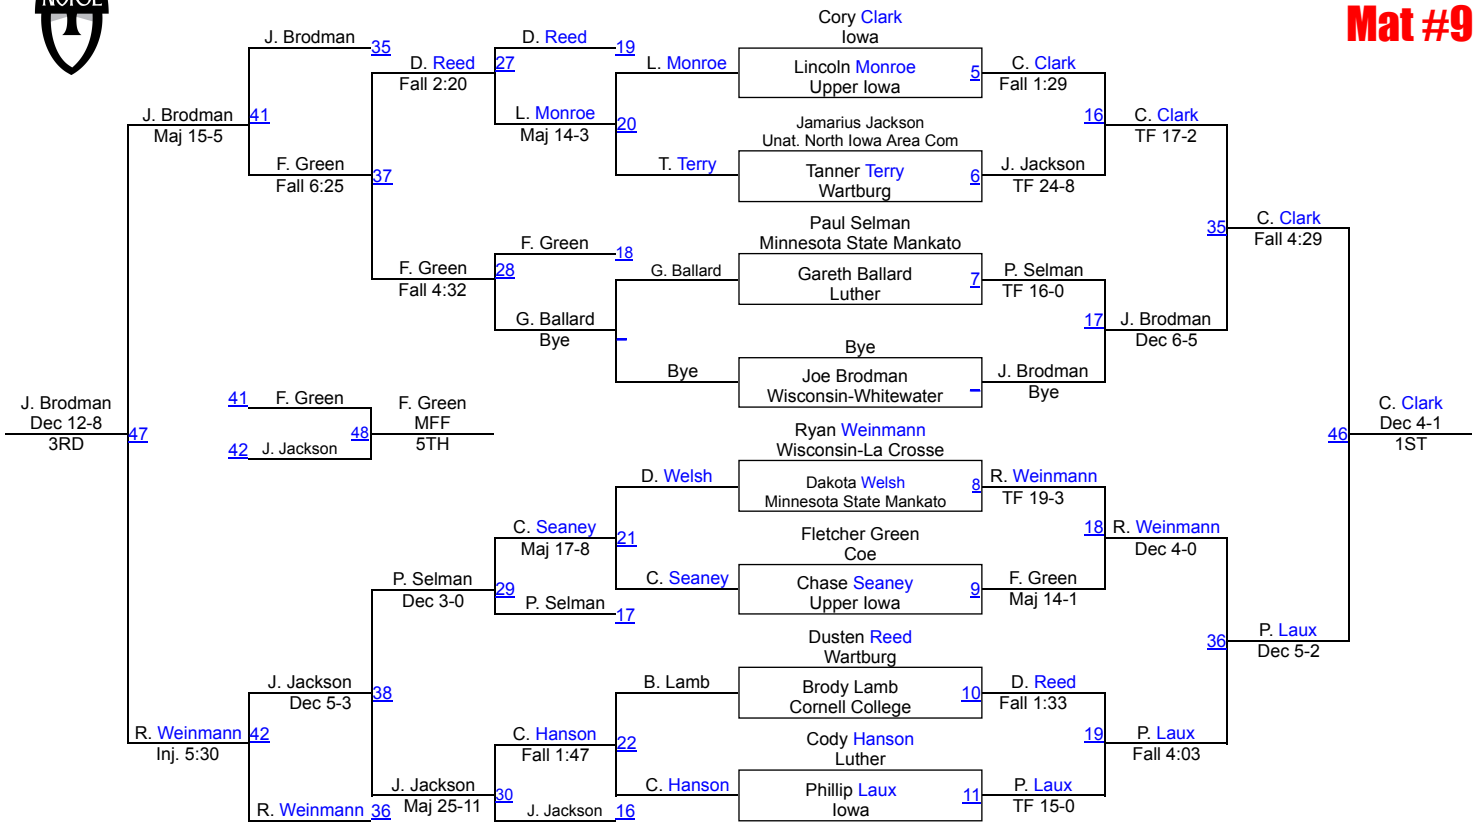 Mat #9
Cory Clark
Iowa
Lincoln Monroe
Upper Iowa
5
Jamarius Jackson
Unat. North Iowa Area Com
Tanner Terry
Wartburg
6
Paul Selman
Minnesota State Mankato
Gareth Ballard
Luther
7
Bye
Joe Brodman
Wisconsin-Whitewater
Ryan Weinmann
Wisconsin-La Crosse
Dakota Welsh
Minnesota State Mankato
8
Fletcher Green
Coe
Chase Seaney
Upper Iowa
9
Dusten Reed
Wartburg
Brody Lamb
Cornell College
10
Cody Hanson
Luther
Phillip Laux
Iowa
11
C. Clark
Fall 1:29
16
J. Jackson
TF 24-8
P. Selman
TF 16-0
17
J. Brodman
Bye
R. Weinmann
TF 19-3
18
F. Green
Maj 14-1
D. Reed
Fall 1:33
19
P. Laux
TF 15-0
C. Clark
TF 17-2
35
J. Brodman
Dec 6-5
R. Weinmann
Dec 4-0
36
P. Laux
Fall 4:03
C. Clark
Fall 4:29
46
P. Laux
Dec 5-2
C. Clark
Dec 4-1
1ST
L. Monroe
20
T. Terry
G. Ballard
Bye
D. Welsh
21
C. Seaney
B. Lamb
22
C. Hanson
D. Reed
19
27
L. Monroe
Maj 14-3
F. Green
18
28
G. Ballard
Bye
C. Seaney
Maj 17-8
29
P. Selman
17
C. Hanson
Fall 1:47
30
J. Jackson
16
D. Reed
Fall 2:20
37
F. Green
Fall 4:32
P. Selman
Dec 3-0
38
J. Jackson
Maj 25-11
J. Brodman
35
41
F. Green
Fall 6:25
J. Jackson
Dec 5-3
42
R. Weinmann
36
J. Brodman
Maj 15-5
47
R. Weinmann
Inj. 5:30
J. Brodman
Dec 12-8
3RD
41
F. Green
48
42
J. Jackson
F. Green
MFF
5TH